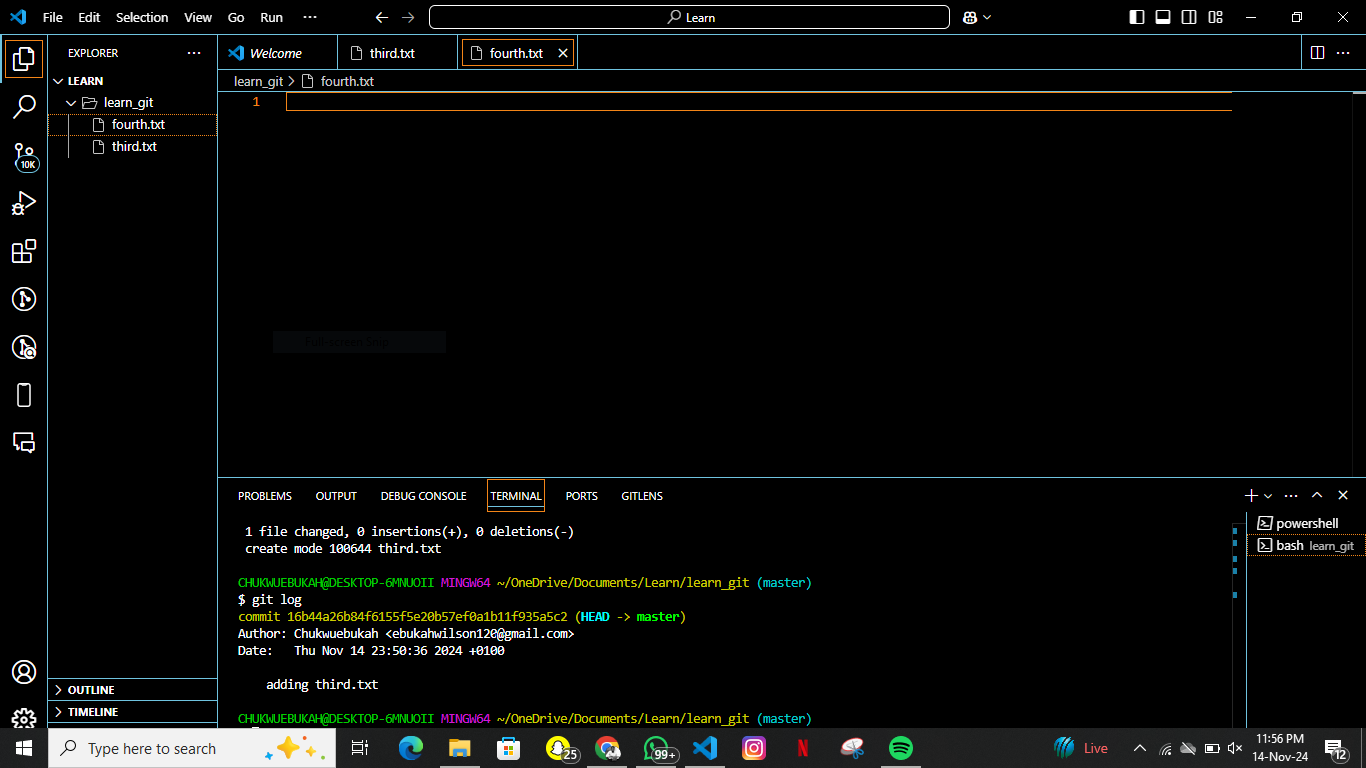 File Edit Selection View Go Run ···
Learn
EXPLORER ···
LEARN
learn_git
fourth.txt
third.txt
10K
OUTLINE
TIMELINE
Welcome third.txt fourth.txt
learn_git > fourth.txt
1
Full-screen Snip
PROBLEMS OUTPUT DEBUG CONSOLE TERMINAL PORTS GITLENS
1 file changed, 0 insertions(+), 0 deletions(-)
create mode 100644 third.txt
CHUKWUEBUKAH@DESKTOP-6MNUOII MINGW64 ~/OneDrive/Documents/Learn/learn_git (master)
$ git log
commit 16b44a26b84f6155f5e20b57ef0a1b11f935a5c2 (HEAD -> master)
Author: Chukwuebukah <ebukahwilson120@gmail.com>
Date:   Thu Nov 14 23:50:36 2024 +0100
adding third.txt
CHUKWUEBUKAH@DESKTOP-6MNUOII MINGW64 ~/OneDrive/Documents/Learn/learn_git (master)
powershell
bash learn_git
Type here to search
25
99+
Live
11:56 PM
14-Nov-24
12